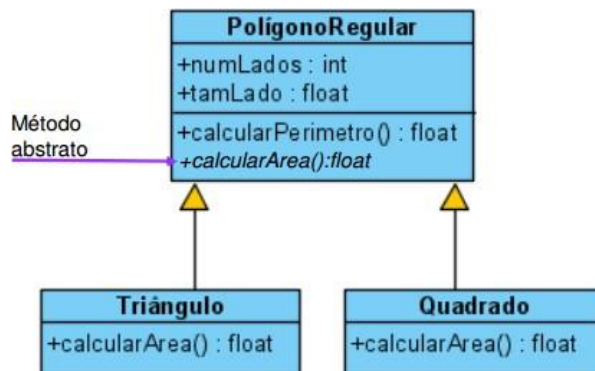 PolígonoRegular
+numLados : int
+tamLado : float
+calcularPerimetro() : float
Método
abstrato
+calcularArea():float
Triângulo
+calcularArea() : float
Quadrado
+calcularArea() : float